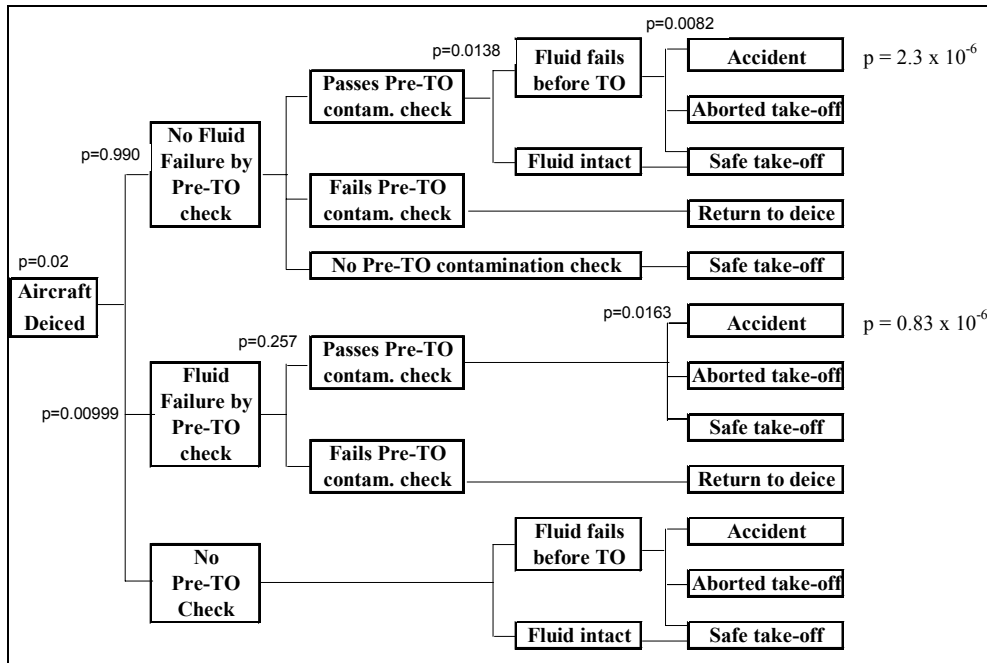 p=0.0082
p=0.0138
Fluid fails
before TO
Accident
p = 2.3 x 10-6
Passes Pre-TO
contam. check
Aborted take-off
p=0.990
No Fluid
Failure by
Pre-TO
check
Fluid intact
Safe take-off
Fails Pre-TO
contam. check
Return to deice
p=0.02
No Pre-TO contamination check
Safe take-off
Aircraft
Deiced
p=0.0163
Accident
p = 0.83 x 10-6
p=0.257
Passes Pre-TO
contam. check
Aborted take-off
p=0.00999
Fluid
Failure by
Pre-TO
check
Safe take-off
Fails Pre-TO
contam. check
Return to deice
Fluid fails
before TO
Accident
No
Pre-TO
Check
Aborted take-off
Fluid intact
Safe take-off